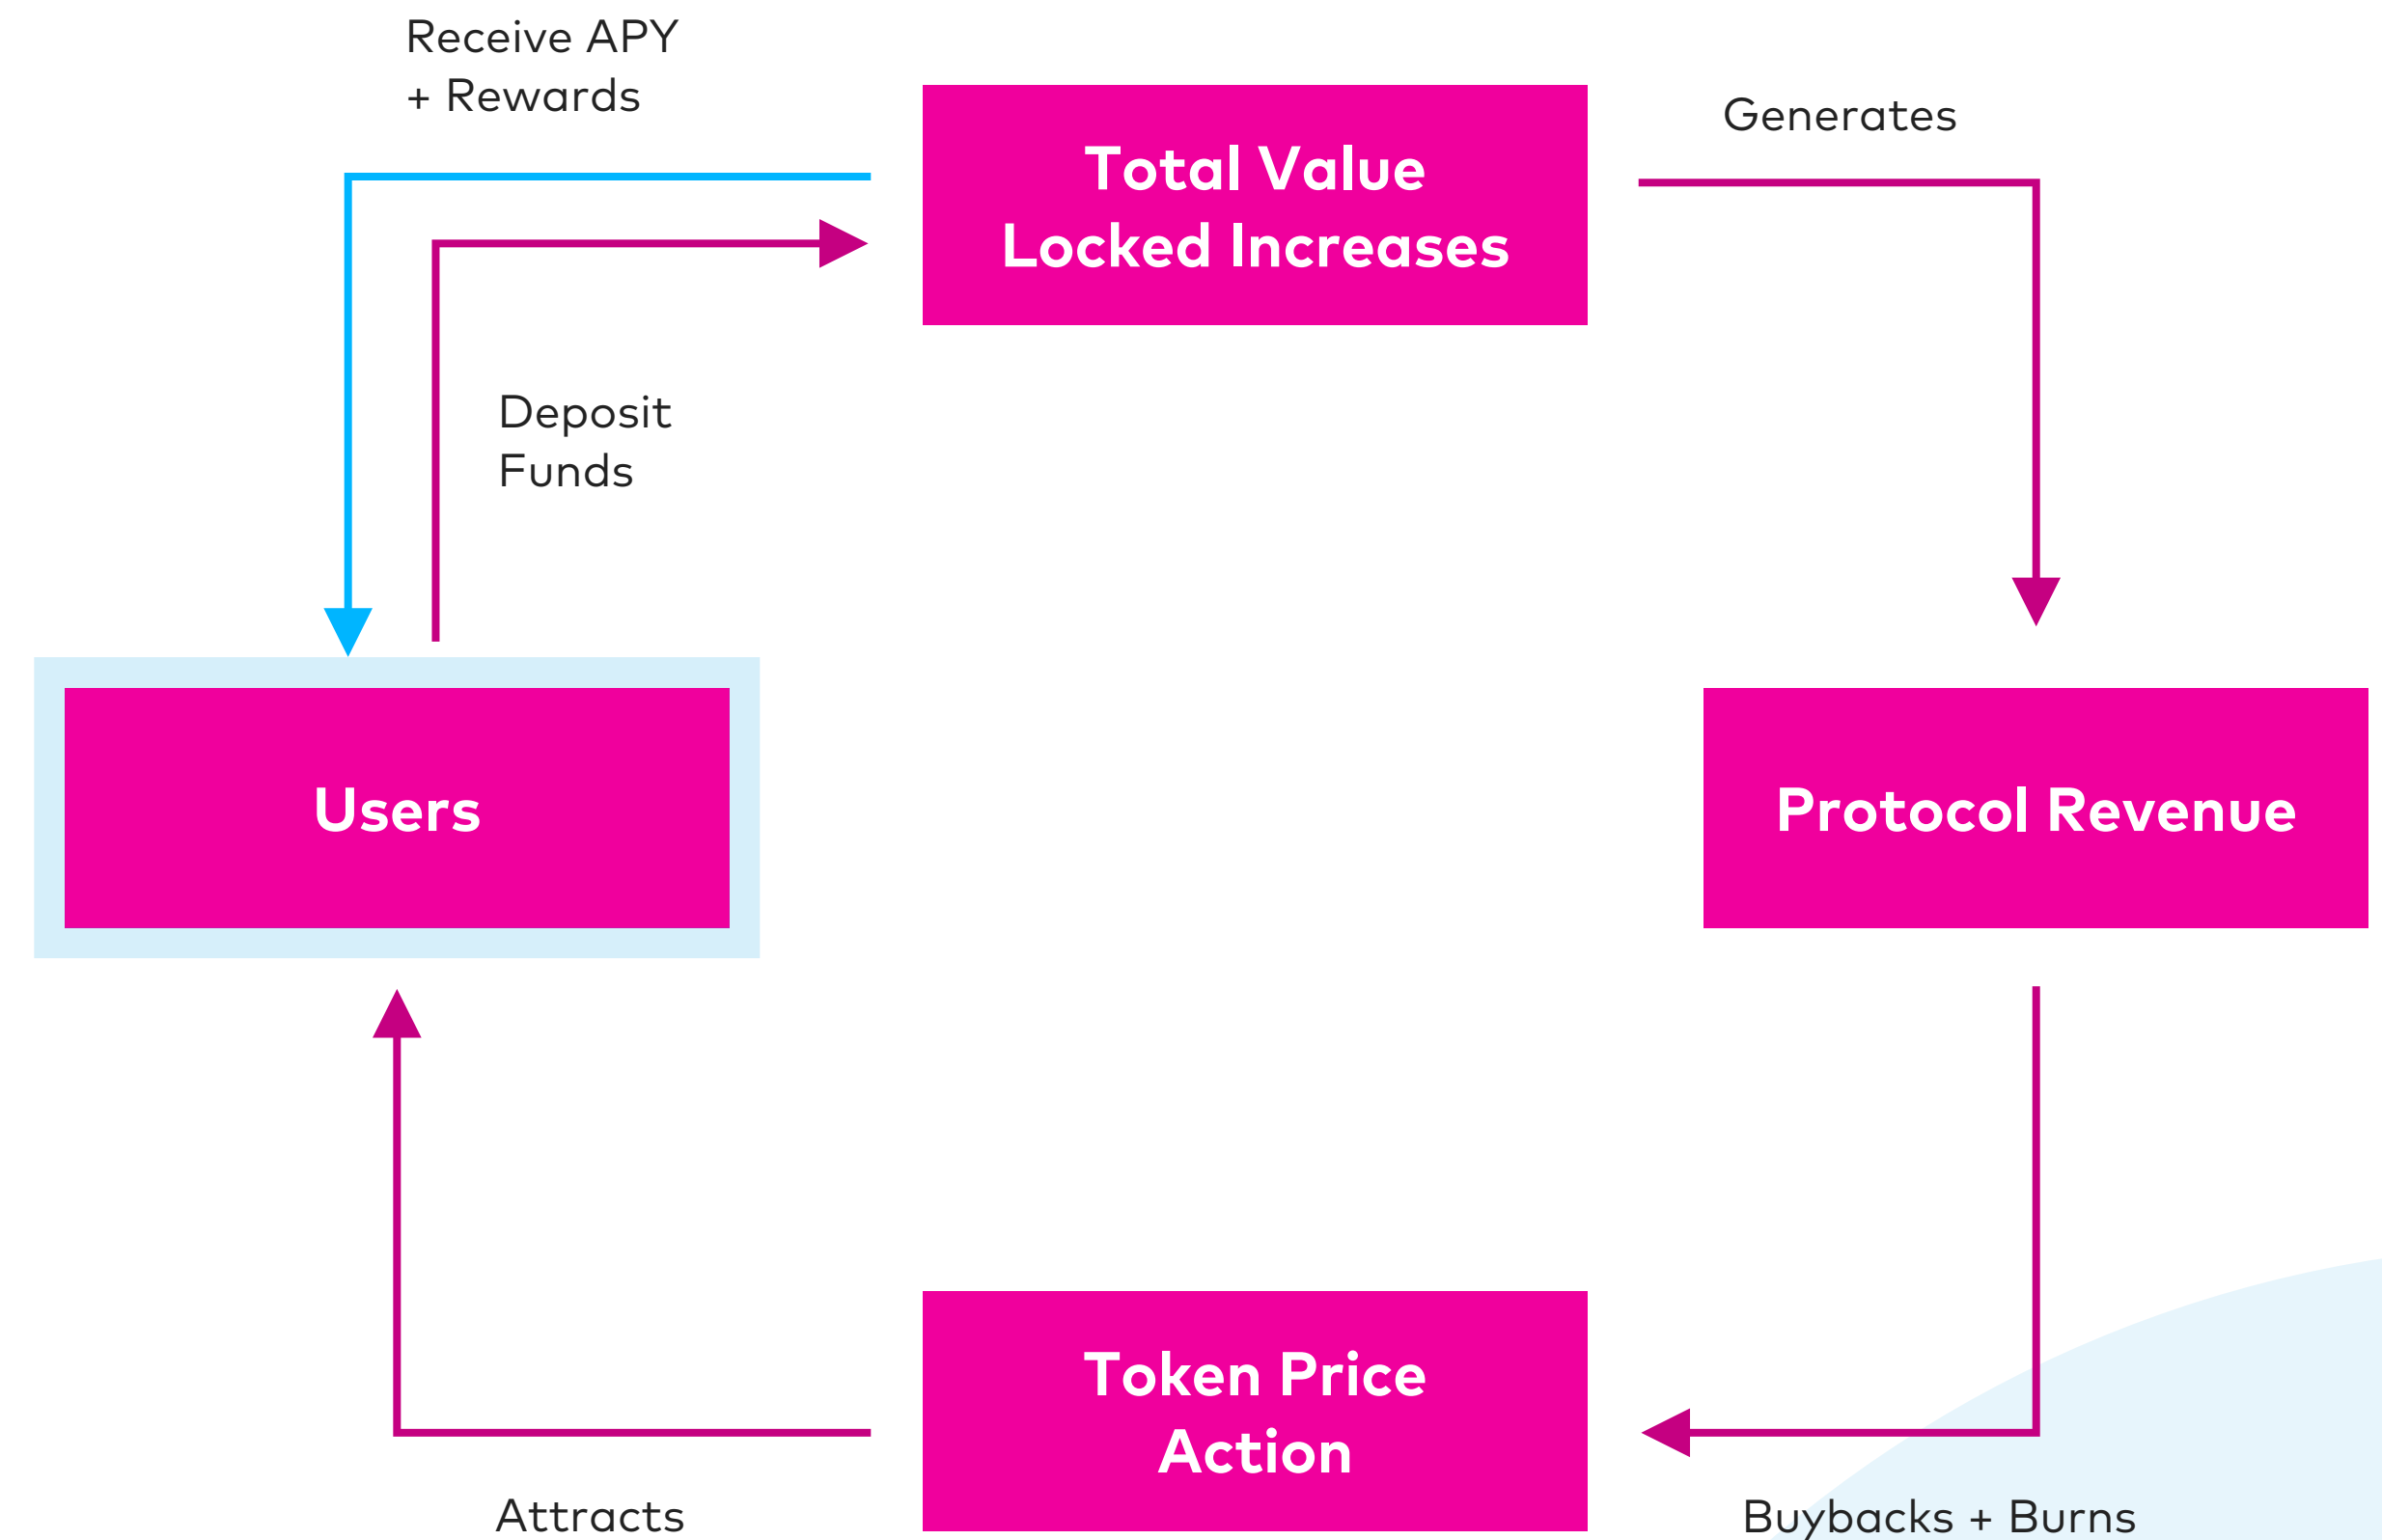 Receive APY
+ Rewards
Total Value
Locked Increases
Generates
Deposit
Funds
Users
Protocol Revenue
Token Price
Action
Attracts
Buybacks + Burns